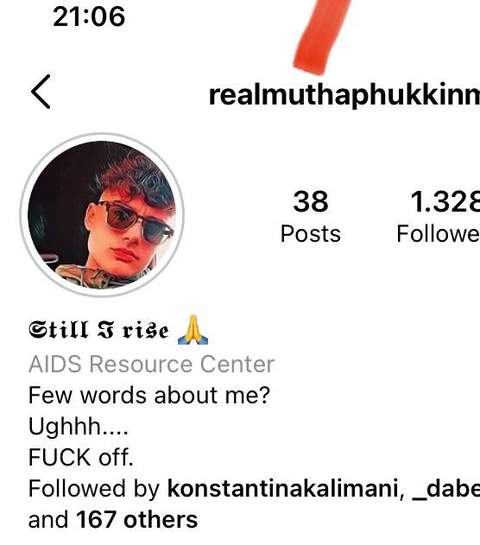 21:06
realmuthaphukkinm
38
1.328
Posts
Followe
𝕾𝖙𝖎𝖑𝖑 𝕴 𝖗𝖎𝖘𝖊 🙏
AIDS Resource Center
Few words about me?
Ughhh....
FUCK off.
Followed by konstantinakalimani, _dabe
and 167 others